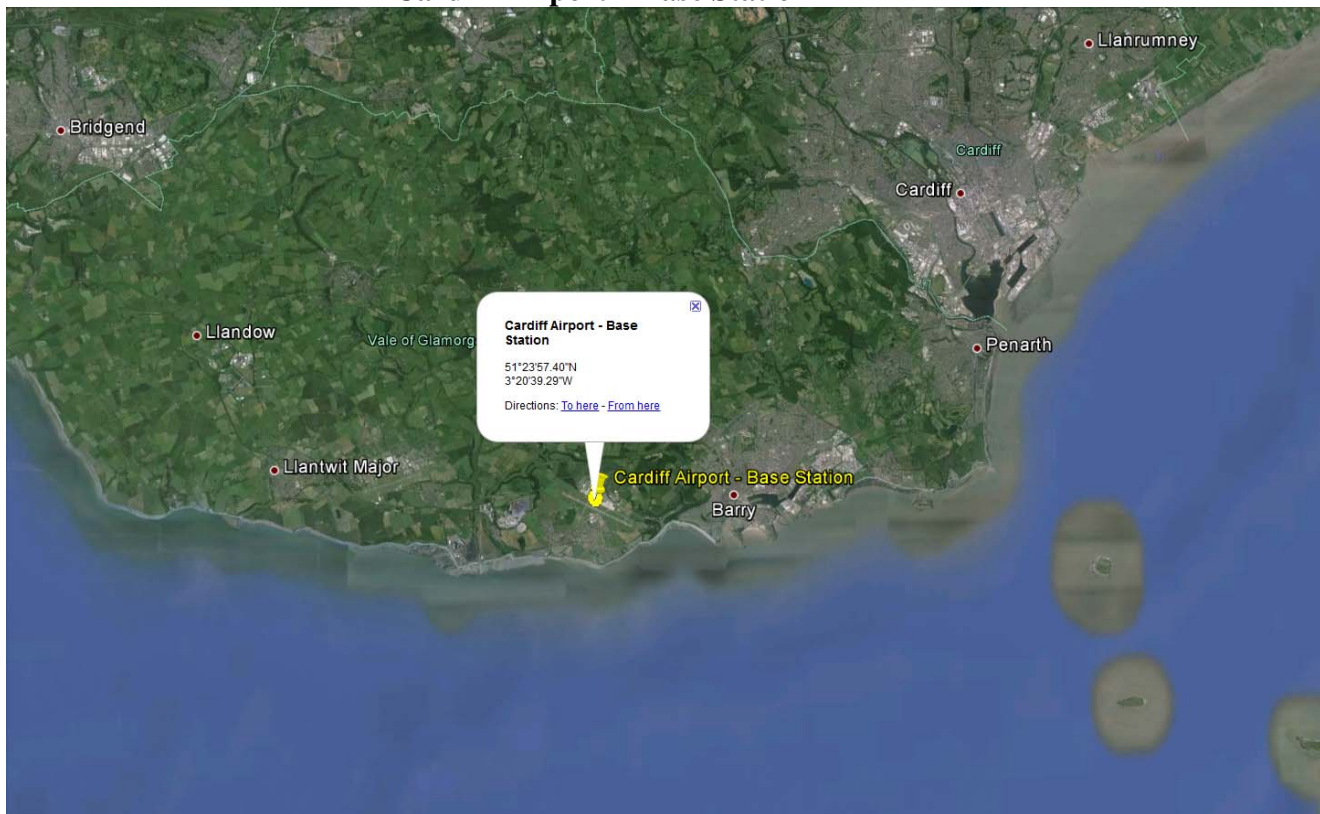 Llanrumney
Bridgend
Cardiff
Cardiff
Llandow
Vale of Glamorg
Penarth
Cardiff Airport - Base
Station
51°23'57.40"N
3°20'39.29"W
Directions: To here - From here
Llantwit Major
Cardiff Airport - Base Station
Barry